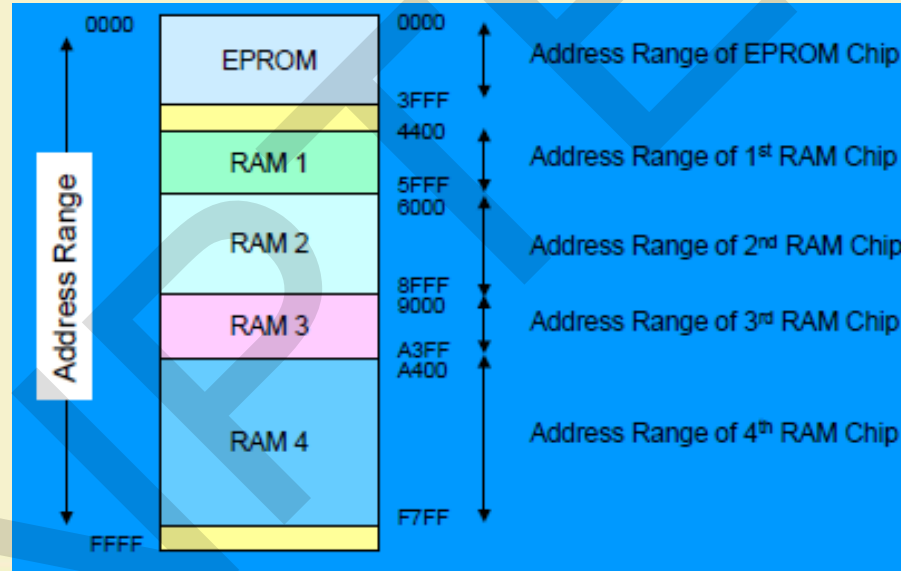 0000
0000
EPROM
Address Range of EPROM Chip
3FFF
4400
RAM 1
Address Range of 1st RAM Chip
5FFF
6000
Address Range
RAM 2
Address Range of 2nd RAM Chip
8FFF
9000
RAM 3
Address Range of 3rd RAM Chip
A3FF
A400
RAM 4
Address Range of 4th RAM Chip
F7FF
FFFF